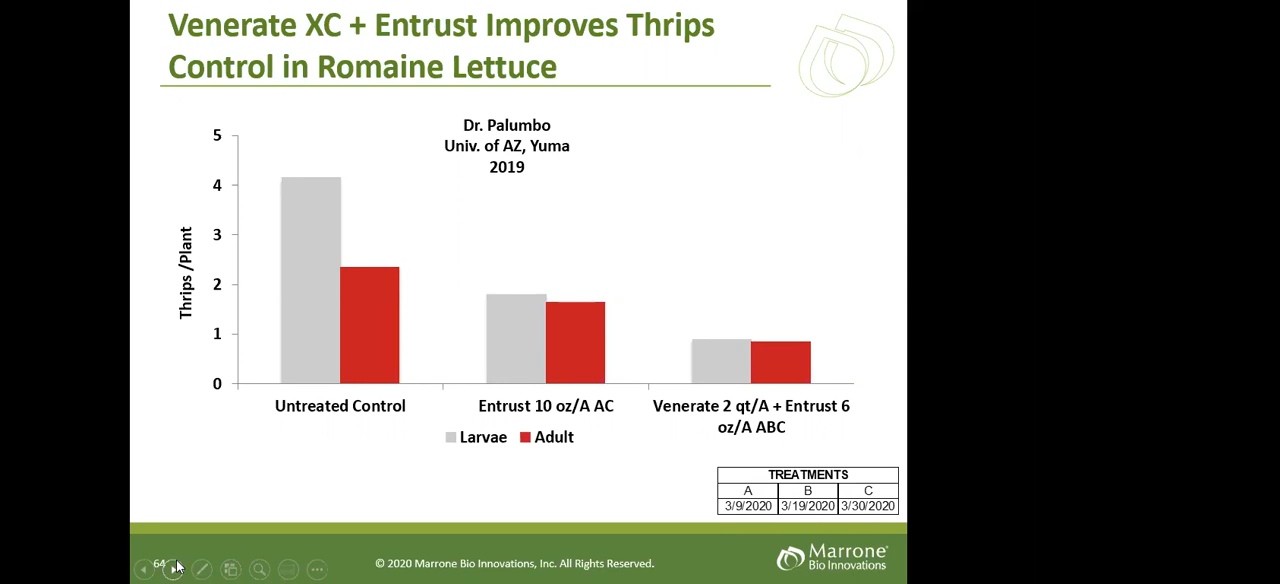 Venerate XC + Entrust Improves Thrips
Control in Romaine Lettuce
Dr. Palumbo
Univ. of AZ, Yuma
2019
Thrips /Plant
5
4
3
2
1
0
Untreated Control
Entrust 10 oz/A AC
Venerate 2 qt/A + Entrust 6
oz/A ABC
Larvae
Adult
TREATMENTS
A B C
3/9/2020 3/19/2020 3/30/2020
64
© 2020 Marrone Bio Innovations, Inc. All Rights Reserved.
Marrone®
Bio Innovations